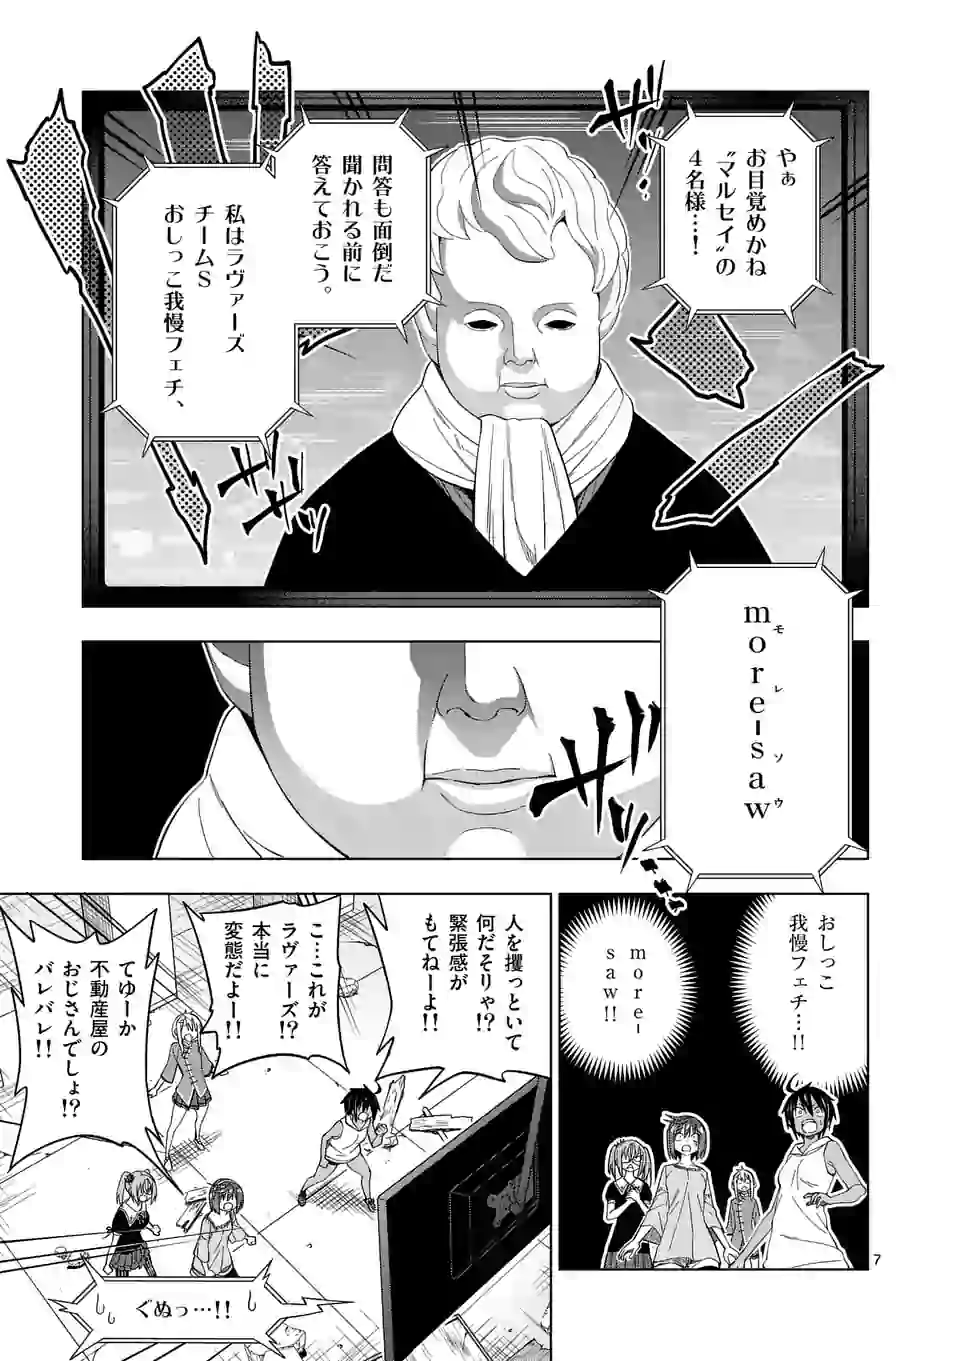 やぁ
お目覚めかね
〝マルセイ〟の
4名様…！
問答も面倒だ
聞かれる前に
答えておこう。
私はラヴァーズ
チームS
おしっこ我慢フェチ、
more-saw
モレソウ
おしっこ
我慢フェチ…!!
more-
saw!!
人を攫っといて
何だそりゃ!?
緊張感が
もてねーよ!!
こ…これが
ラヴァーズ!?
本当に
変態だよー!!
てゆーか
不動産屋の
おじさんでしょ!?
バレバレ!!
ぐぬっ…!!
7